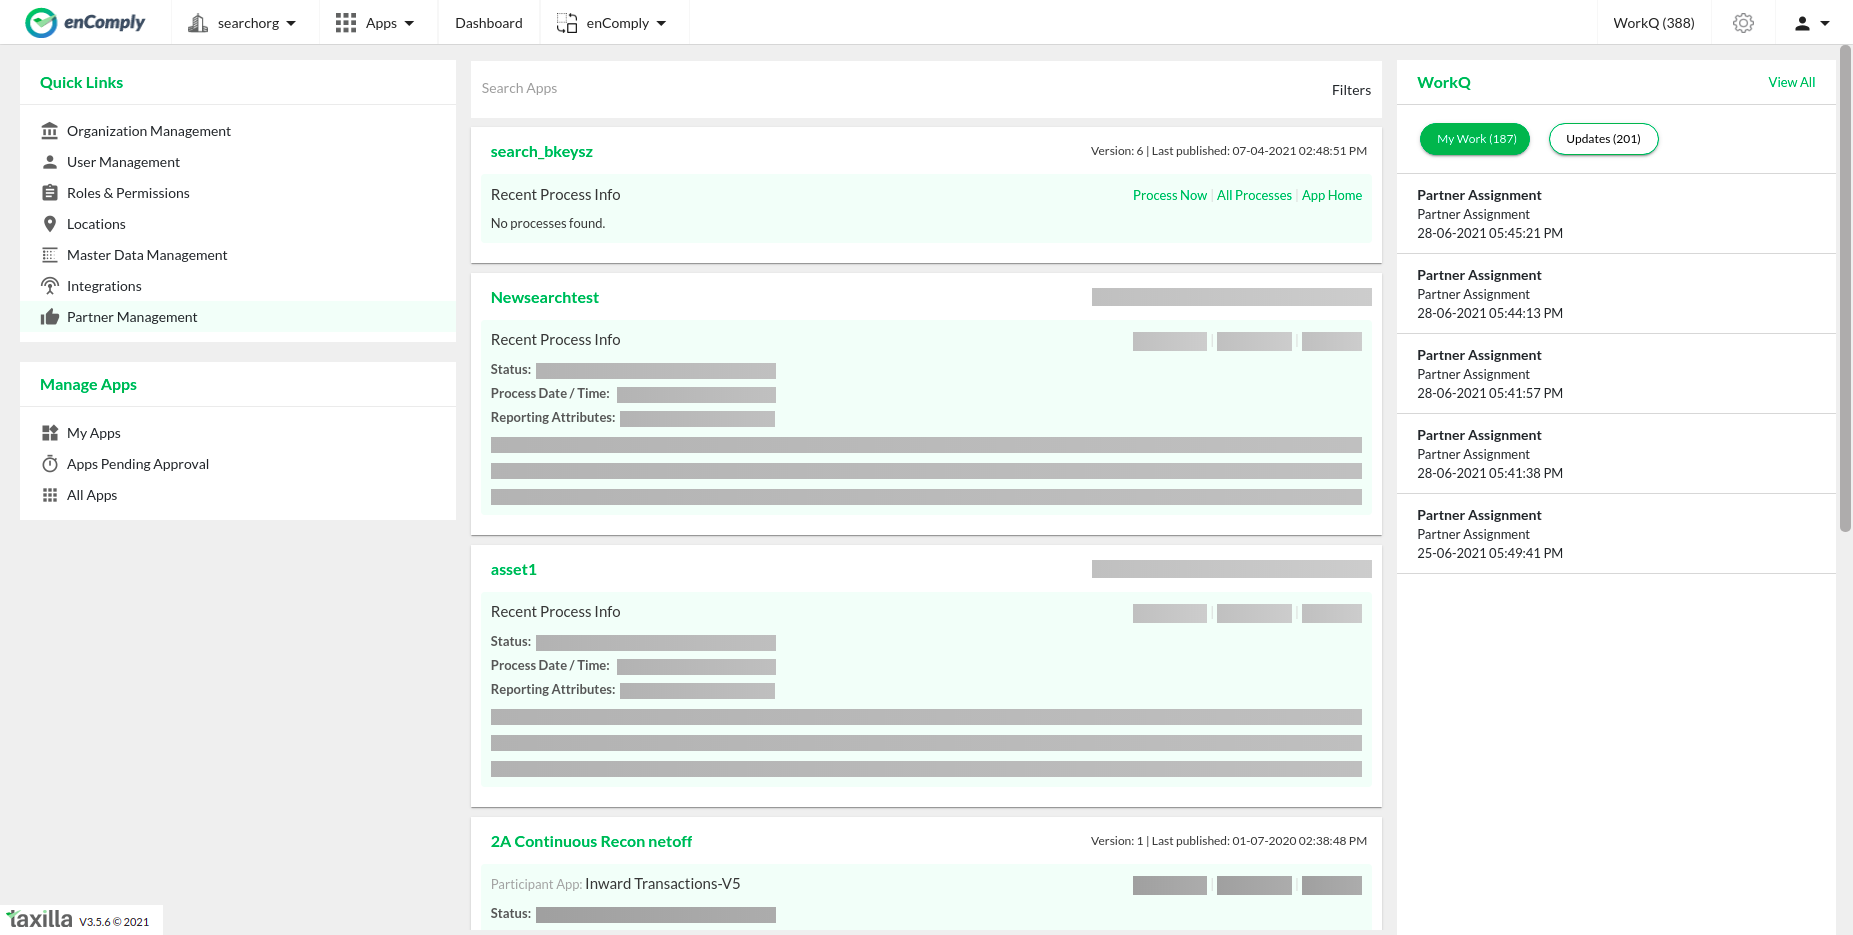 enComply
searchorg
Apps
Dashboard
enComply
WorkQ (388)
Quick Links
Organization Management
User Management
Roles & Permissions
Locations
Master Data Management
Integrations
Partner Management
Manage Apps
My Apps
Apps Pending Approval
All Apps
Search Apps
Filters
search_bkeysz
Version: 6 | Last published: 07-04-2021 02:48:51 PM
Recent Process Info
Process Now | All Processes | App Home
No processes found.
Newsearchtest
Recent Process Info
Status:
Process Date / Time:
Reporting Attributes:
asset1
Recent Process Info
Status:
Process Date / Time:
Reporting Attributes:
2A Continuous Recon netoff
Version: 1 | Last published: 01-07-2020 02:38:48 PM
Participant App: Inward Transactions-V5
Status:
WorkQ
View All
My Work (187)
Updates (201)
Partner Assignment
Partner Assignment
28-06-2021 05:45:21 PM
Partner Assignment
Partner Assignment
28-06-2021 05:44:13 PM
Partner Assignment
Partner Assignment
28-06-2021 05:41:57 PM
Partner Assignment
Partner Assignment
28-06-2021 05:41:38 PM
Partner Assignment
Partner Assignment
25-06-2021 05:49:41 PM
taxilla V3.5.6 © 2021